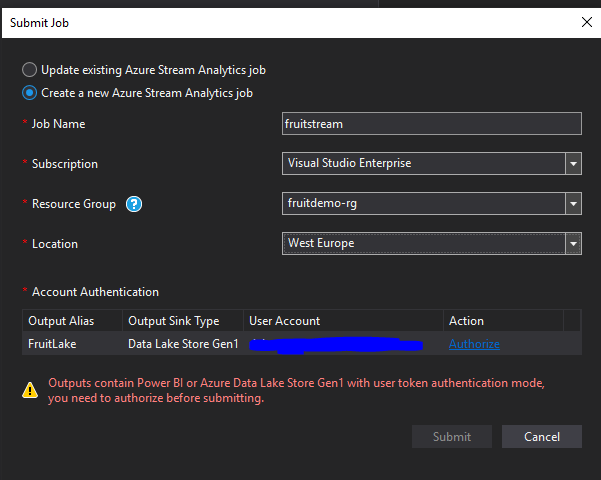 Submit Job
Update existing Azure Stream Analytics job
Create a new Azure Stream Analytics job
* Job Name fruitstream
* Subscription Visual Studio Enterprise
* Resource Group ? fruitdemo-rg
* Location West Europe
* Account Authentication
Output Alias Output Sink Type User Account Action
FruitLake Data Lake Store Gen1 Authorize
Outputs contain Power BI or Azure Data Lake Store Gen1 with user token authentication mode,
you need to authorize before submitting.
Submit Cancel